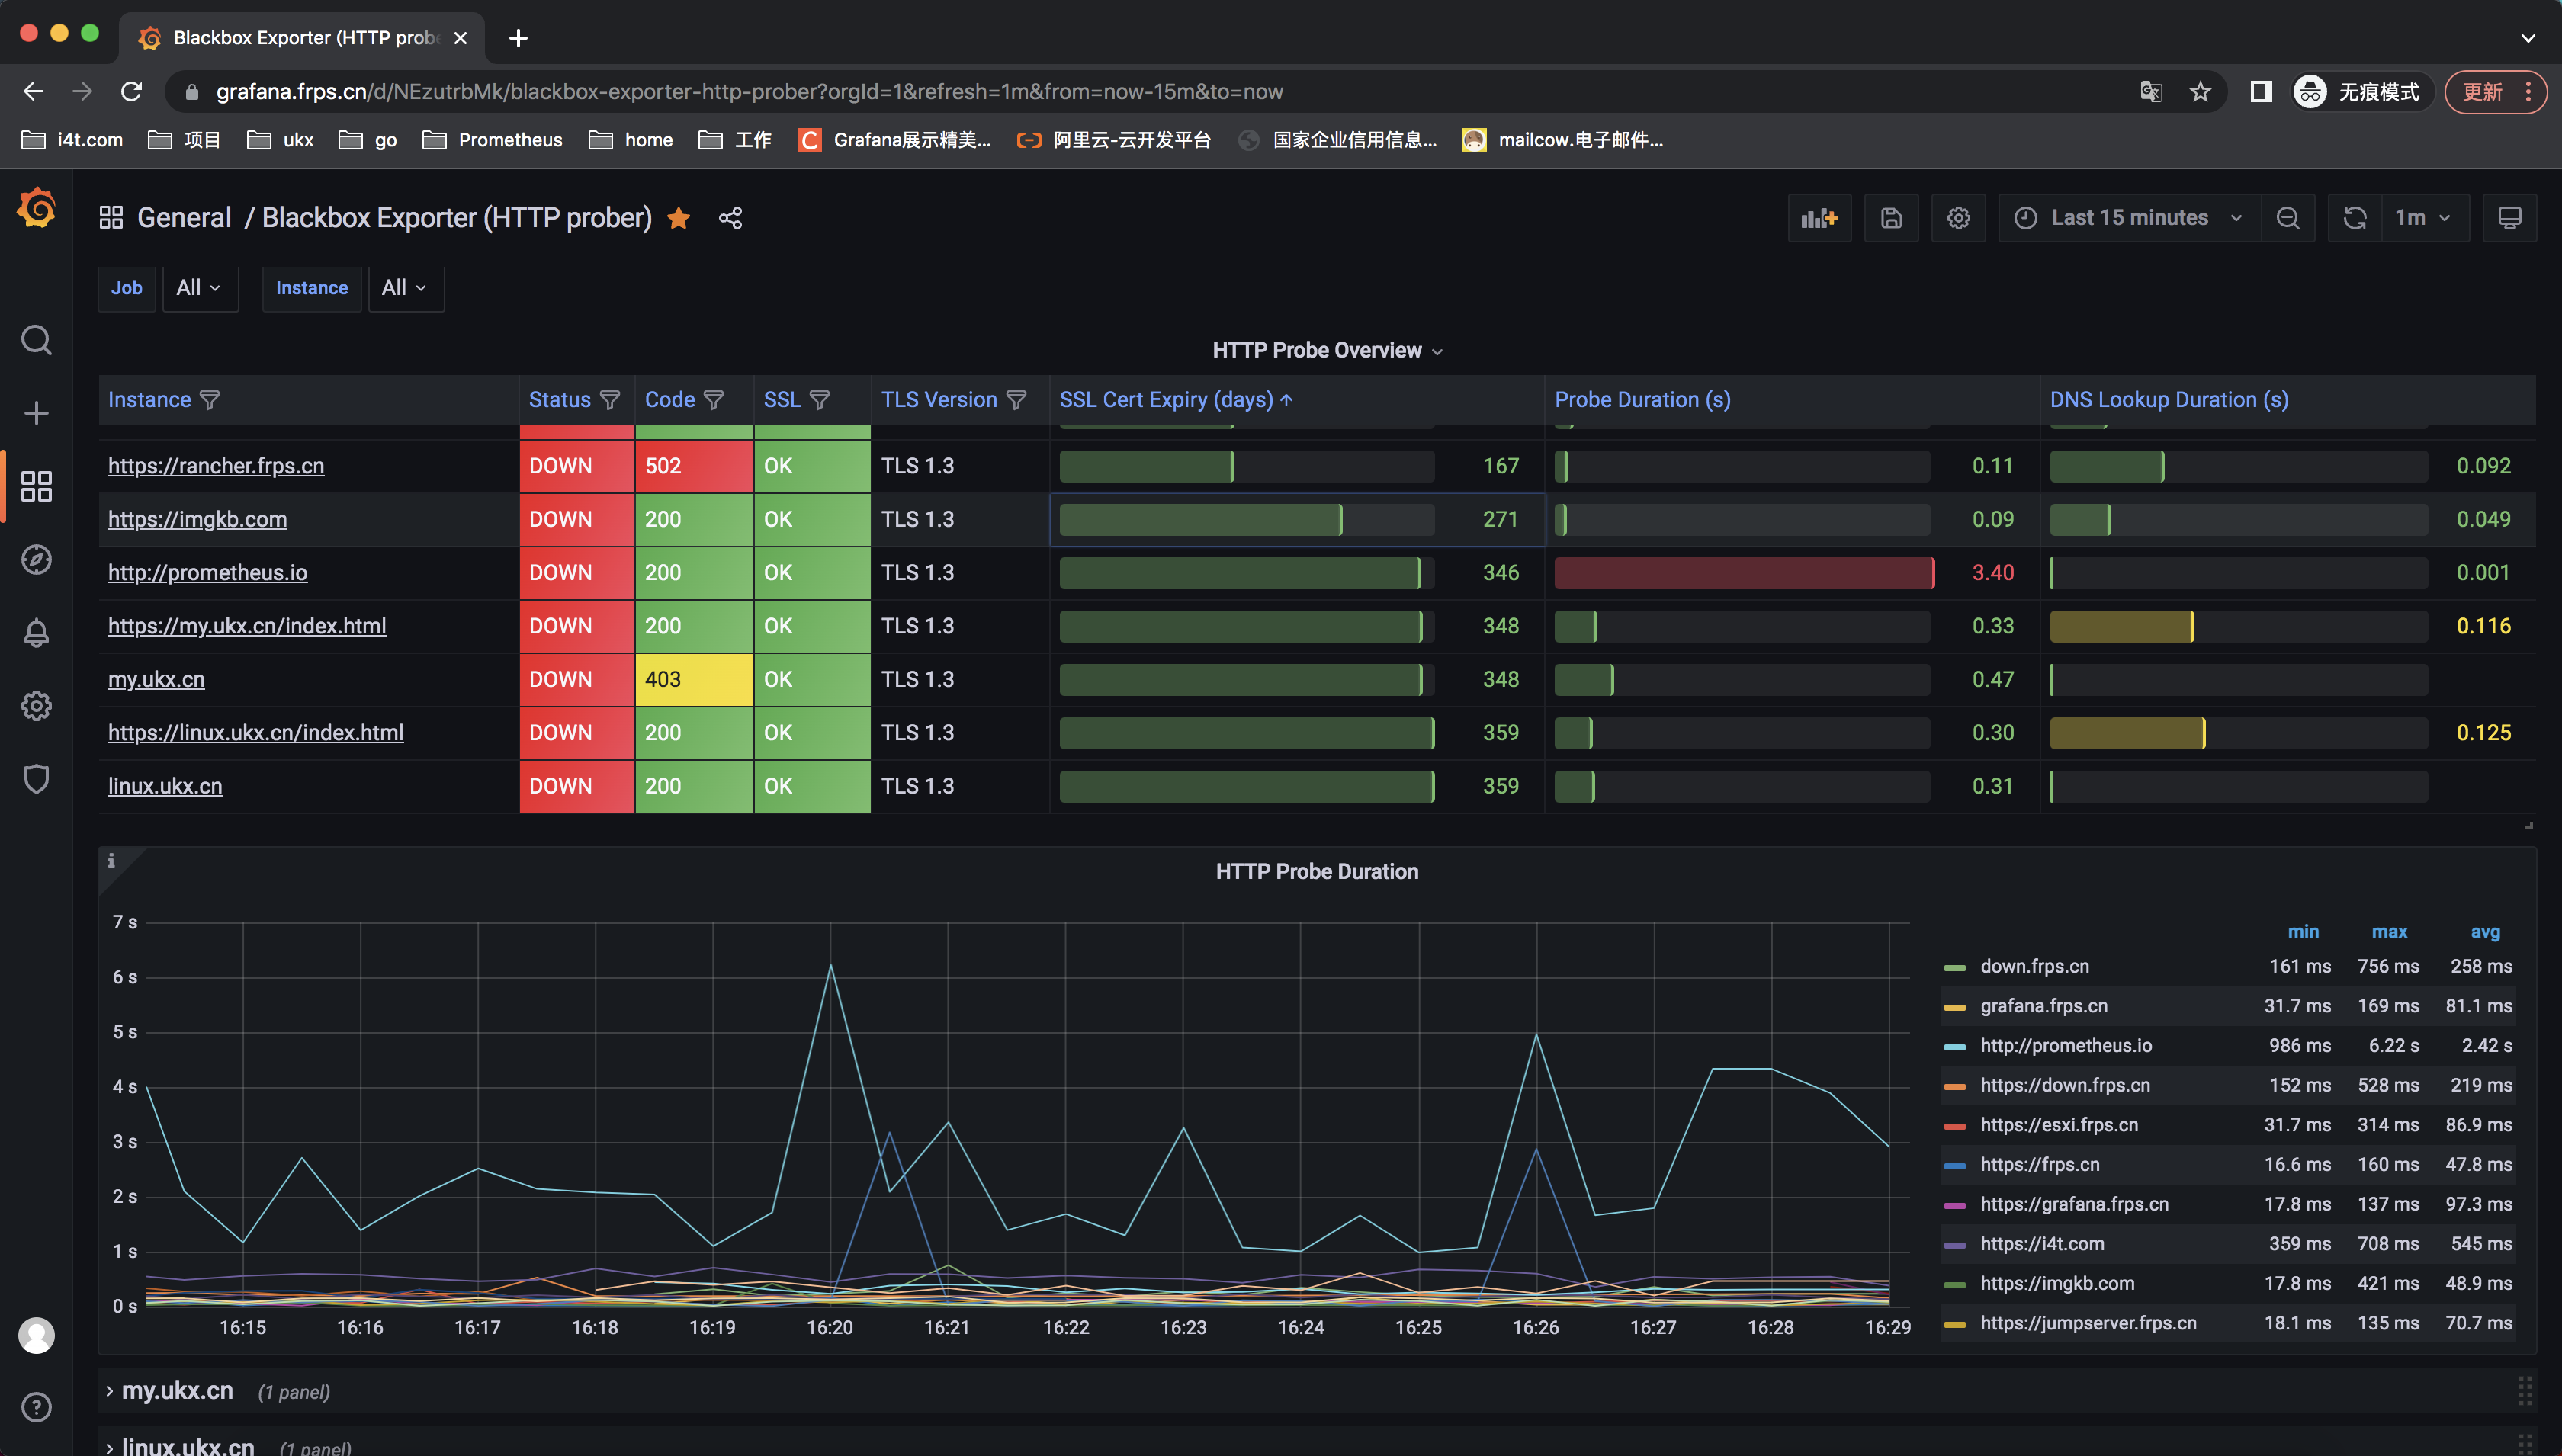 Blackbox Exporter (HTTP probe
grafana.frps.cn/d/NEzutrbMk/blackbox-exporter-http-prober?orgId=1&refresh=1m&from=now-15m&to=now
无痕模式
更新
i4t.com 项目 ukx go Prometheus home 工作 Grafana展示精美... 阿里云-云开发平台 国家企业信用信息... mailcow.电子邮件...
General / Blackbox Exporter (HTTP prober)
Last 15 minutes 1m
Job All Instance All
HTTP Probe Overview
Instance Status Code SSL TLS Version SSL Cert Expiry (days) Probe Duration (s) DNS Lookup Duration (s)
https://rancher.frps.cn DOWN 502 OK TLS 1.3 167 0.11 0.092
https://imgkb.com DOWN 200 OK TLS 1.3 271 0.09 0.049
http://prometheus.io DOWN 200 OK TLS 1.3 346 3.40 0.001
https://my.ukx.cn/index.html DOWN 200 OK TLS 1.3 348 0.33 0.116
my.ukx.cn DOWN 403 OK TLS 1.3 348 0.47
https://linux.ukx.cn/index.html DOWN 200 OK TLS 1.3 359 0.30 0.125
linux.ukx.cn DOWN 200 OK TLS 1.3 359 0.31
HTTP Probe Duration
7 s
6 s
5 s
4 s
3 s
2 s
1 s
0 s
16:15 16:16 16:17 16:18 16:19 16:20 16:21 16:22 16:23 16:24 16:25 16:26 16:27 16:28 16:29
min max avg
down.frps.cn 161 ms 756 ms 258 ms
grafana.frps.cn 31.7 ms 169 ms 81.1 ms
http://prometheus.io 986 ms 6.22 s 2.42 s
https://down.frps.cn 152 ms 528 ms 219 ms
https://esxi.frps.cn 31.7 ms 314 ms 86.9 ms
https://frps.cn 16.6 ms 160 ms 47.8 ms
https://grafana.frps.cn 17.8 ms 137 ms 97.3 ms
https://i4t.com 359 ms 708 ms 545 ms
https://imgkb.com 17.8 ms 421 ms 48.9 ms
https://jumpserver.frps.cn 18.1 ms 135 ms 70.7 ms
my.ukx.cn (1 panel)
linux.ukx.cn (1 panel)